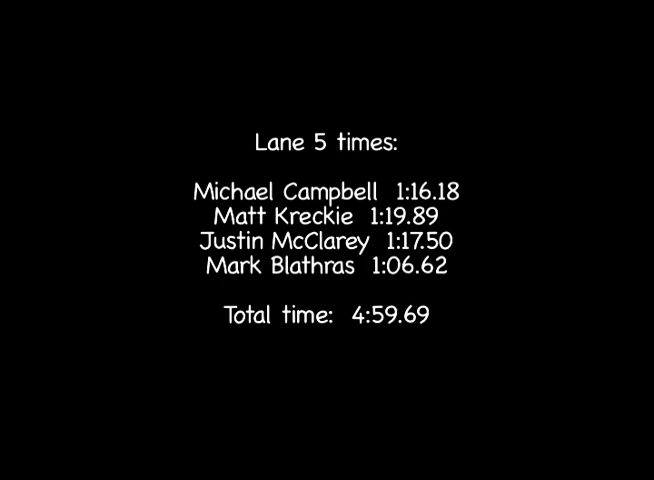 Lane 5 times:
Michael Campbell 1:16.18
Matt Kreckie 1:19.89
Justin McClarey 1:17.50
Mark Blathras 1:06.62
Total time: 4:59.69